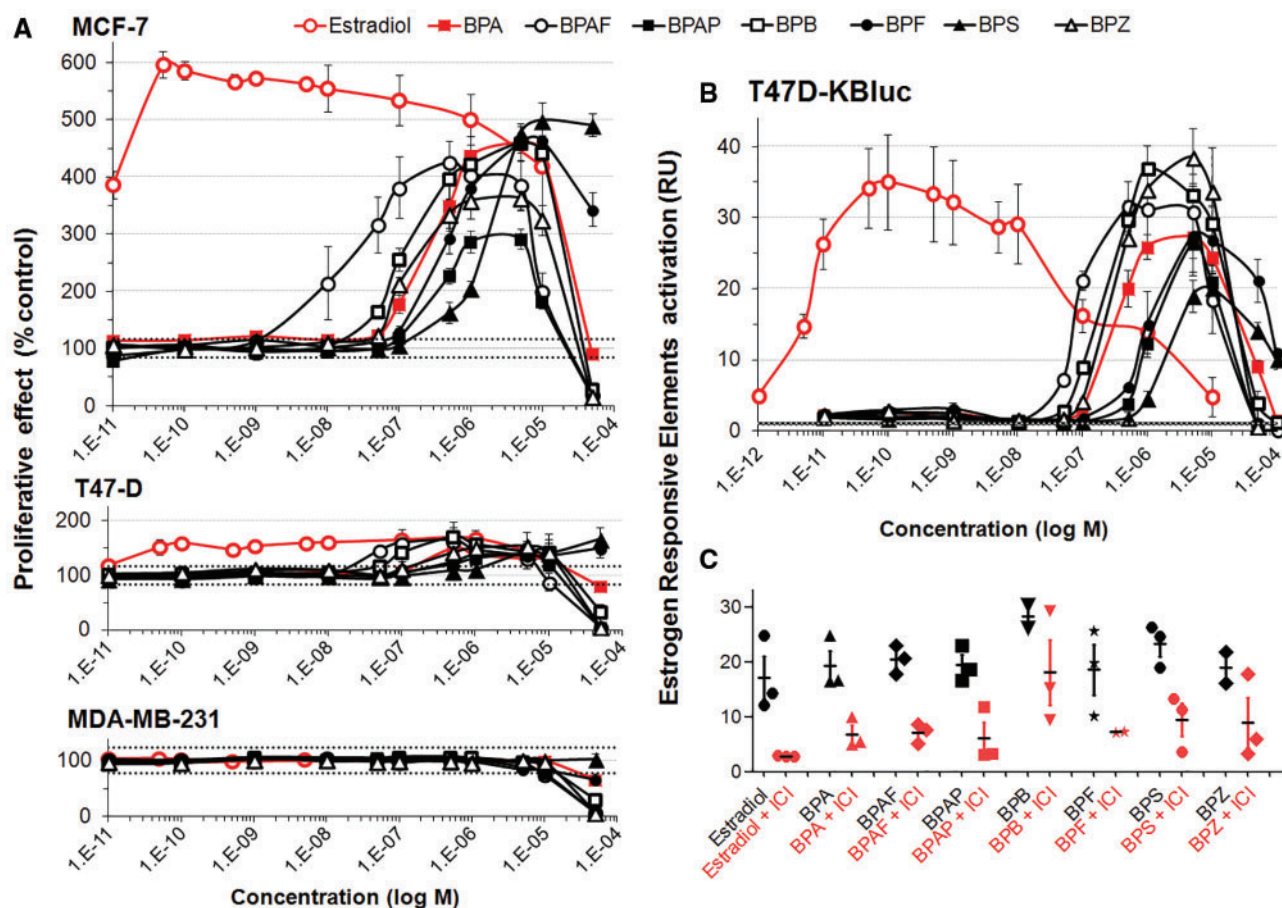 A
MCF-7
Estradiol BPA BPAF BPAP BPB BPF BPS BPZ
Proliferative effect (% control)
600
500
400
300
200
100
0
1.E-11 1.E-10 1.E-09 1.E-08 1.E-07 1.E-06 1.E-05 1.E-04
T47-D
200
100
0
1.E-11 1.E-10 1.E-09 1.E-08 1.E-07 1.E-06 1.E-05 1.E-04
MDA-MB-231
100
0
1.E-11 1.E-10 1.E-09 1.E-08 1.E-07 1.E-06 1.E-05 1.E-04
Concentration (log M)
B
T47D-KBluc
Estrogen Responsive Elements activation (RU)
40
30
20
10
0
1.E-12 1.E-11 1.E-10 1.E-09 1.E-08 1.E-07 1.E-06 1.E-05 1.E-04
Concentration (log M)
C
30
20
10
0
Estradiol
Estradiol + ICI
BPA
BPA + ICI
BPAF
BPAF + ICI
BPAP
BPAP + ICI
BPB
BPB + ICI
BPF
BPF + ICI
BPS
BPS + ICI
BPZ
BPZ + ICI